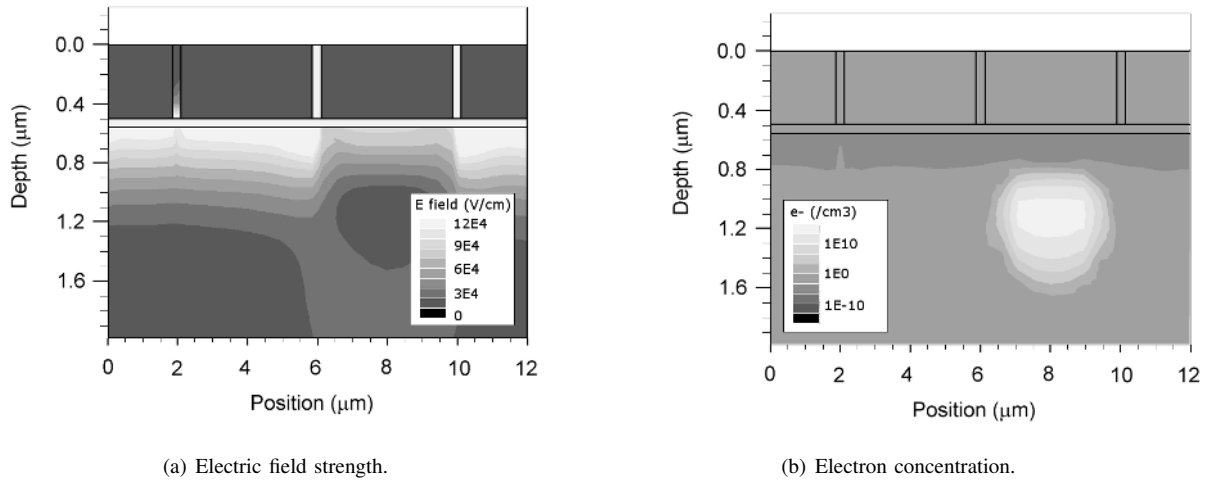 0.0
0.4
0.8
1.2
1.6
Depth (μm)
E field (V/cm)
12E4
9E4
6E4
3E4
0
0 2 4 6 8 10 12
Position (μm)
(a) Electric field strength.
0.0
0.4
0.8
1.2
1.6
Depth (μm)
e- (/cm3)
1E10
1E0
1E-10
0 2 4 6 8 10 12
Position (μm)
(b) Electron concentration.